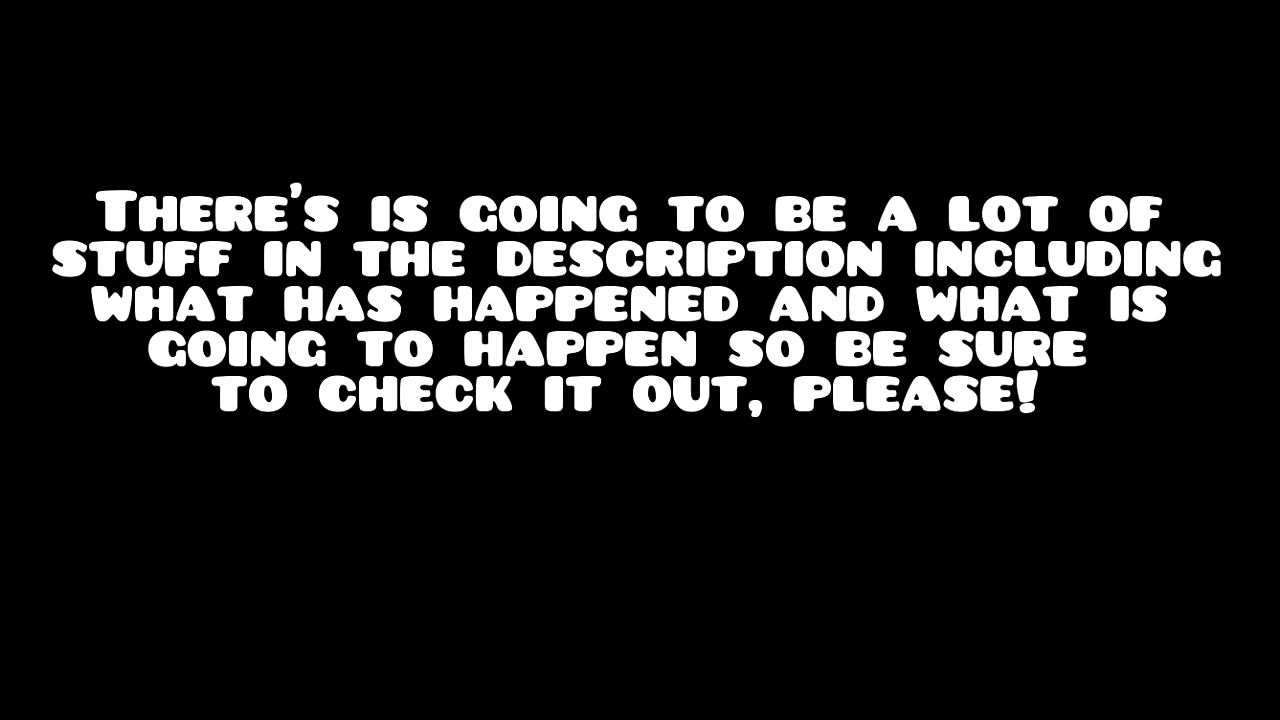 There's is going to be a lot of
stuff in the description including
what has happened and what is
going to happen so be sure
to check it out, please!